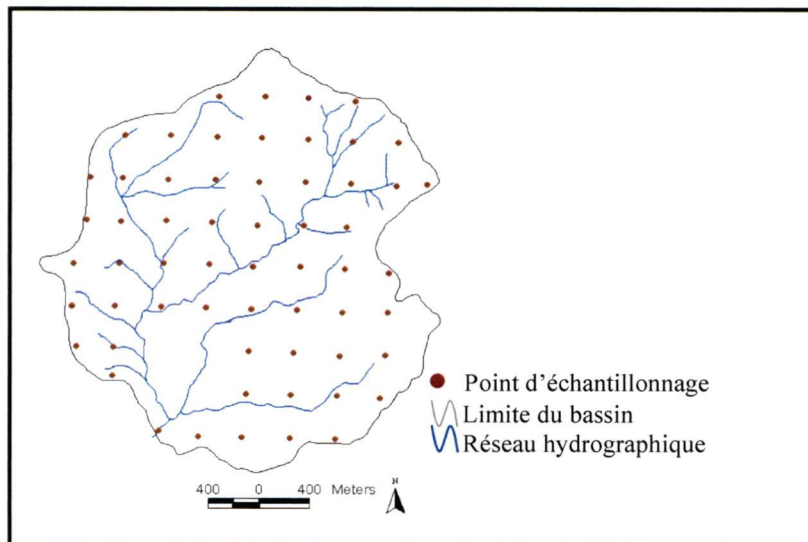 Point d'échantillonnage
Limite du bassin
Réseau hydrographique
400 0 400 Meters
N